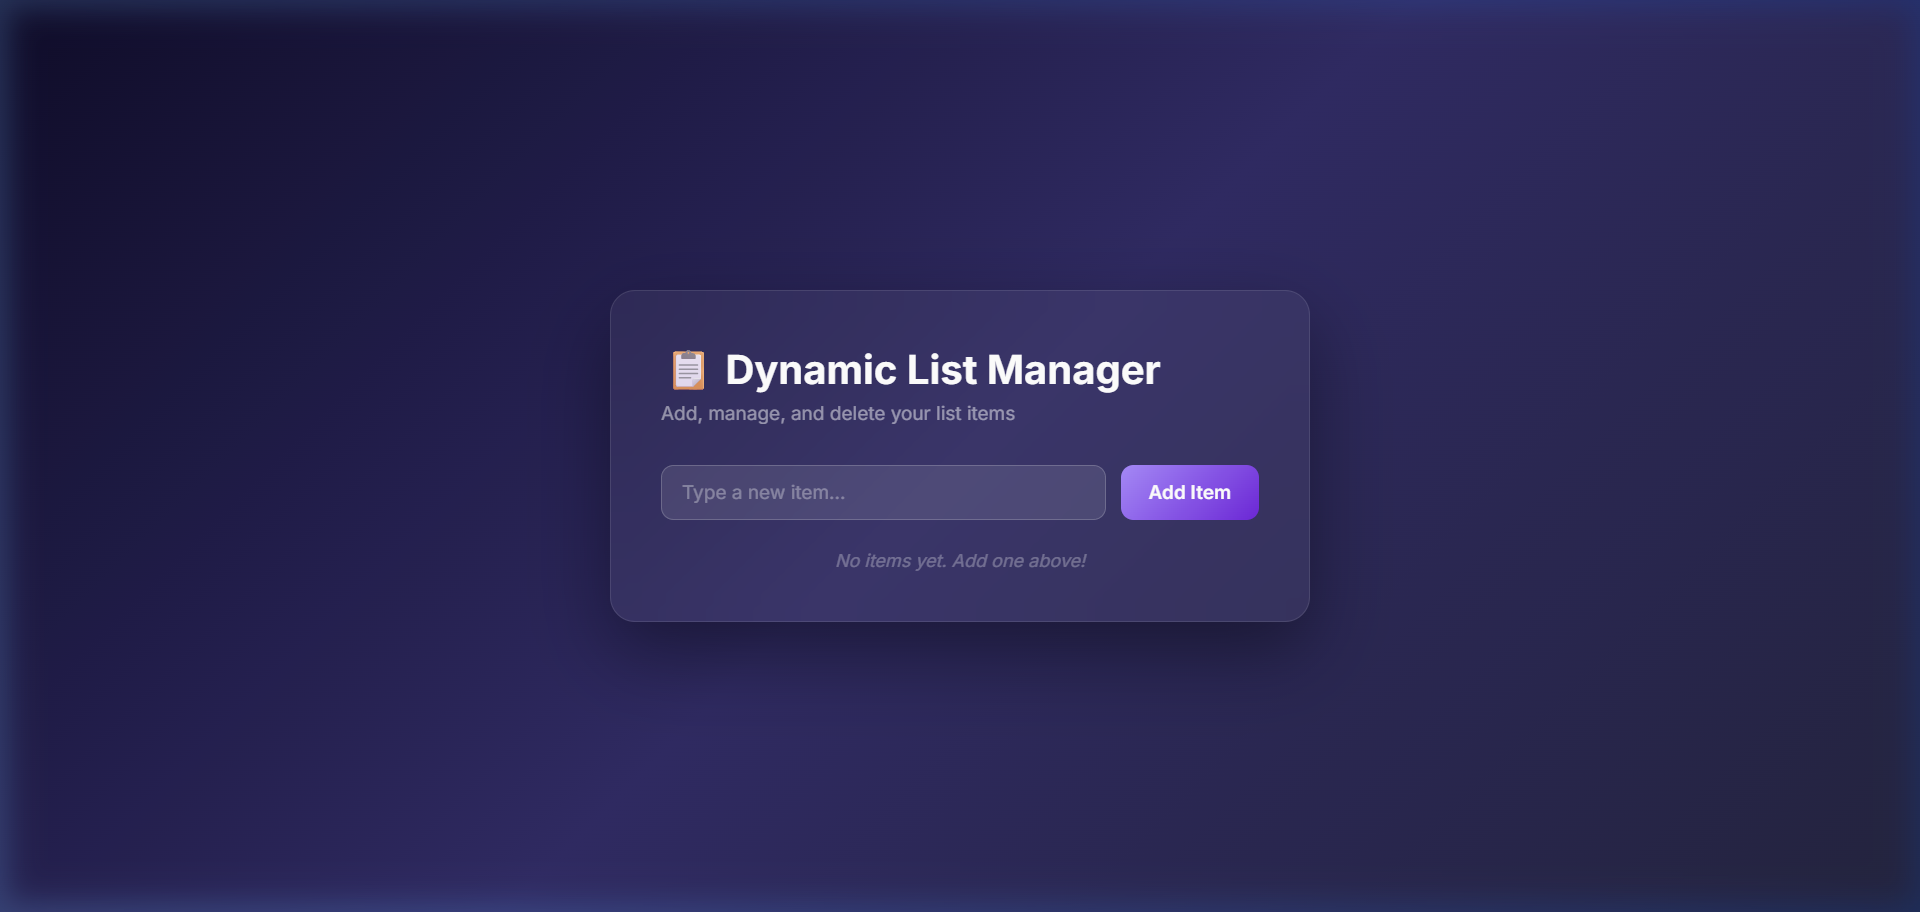 Dynamic List Manager
Add, manage, and delete your list items
Type a new item...
Add Item
No items yet. Add one above!